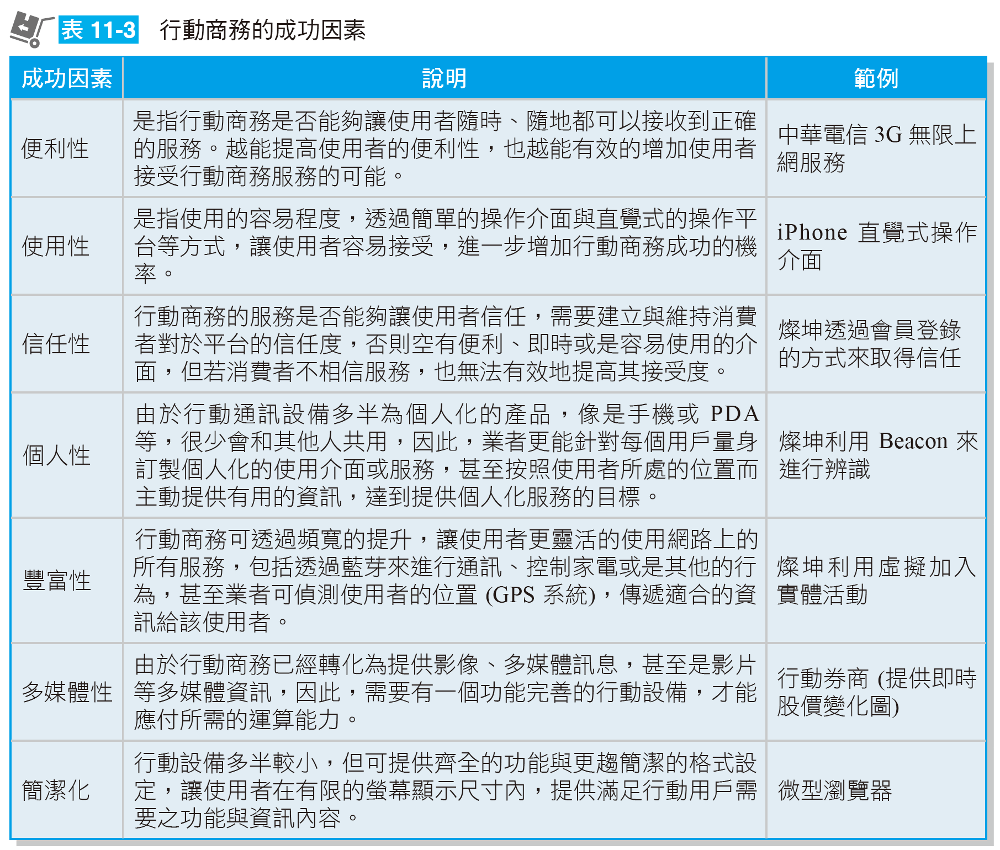 表 11-3 行動商務的成功因素
成功因素 說明 範例
便利性
是指行動商務是否能夠讓使用者隨時、隨地都可以接收到正確
的服務。越能提高使用者的便利性，也越能有效的增加使用者
接受行動商務服務的可能。
中華電信 3G 無限上
網服務
使用性
是指使用的容易程度，透過簡單的操作介面與直覺式的操作平
台等方式，讓使用者容易接受，進一步增加行動商務成功的機
率。
iPhone 直覺式操作
介面
信任性
行動商務的服務是否能夠讓使用者信任，需要建立與維持消費
者對於平台的信任度，否則空有便利、即時或是容易使用的介
面，但若消費者不相信服務，也無法有效地提高其接受度。
燦坤透過會員登錄
的方式來取得信任
個人性
由於行動通訊設備多半為個人化的產品，像是手機或 PDA
等，很少會和其他人共用，因此，業者更能針對每個用戶量身
訂製個人化的使用介面或服務，甚至按照使用者所處的位置而
主動提供有用的資訊，達到提供個人化服務的目標。
燦坤利用 Beacon 來
進行辨識
豐富性
行動商務可透過頻寬的提升，讓使用者更靈活的使用網路上的
所有服務，包括透過藍芽來進行通訊、控制家電或是其他的行
為，甚至業者可偵測使用者的位置 (GPS 系統)，傳遞適合的資
訊給該使用者。
燦坤利用虛擬加入
實體活動
多媒體性
由於行動商務已經轉化為提供影像、多媒體訊息，甚至是影片
等多媒體資訊，因此，需要有一個功能完善的行動設備，才能
應付所需的運算能力。
行動券商 (提供即時
股價變化圖)
簡潔化
行動設備多半較小，但可提供齊全的功能與更趨簡潔的格式設
定，讓使用者在有限的螢幕顯示尺寸內，提供滿足行動用戶需
要之功能與資訊內容。
微型瀏覽器